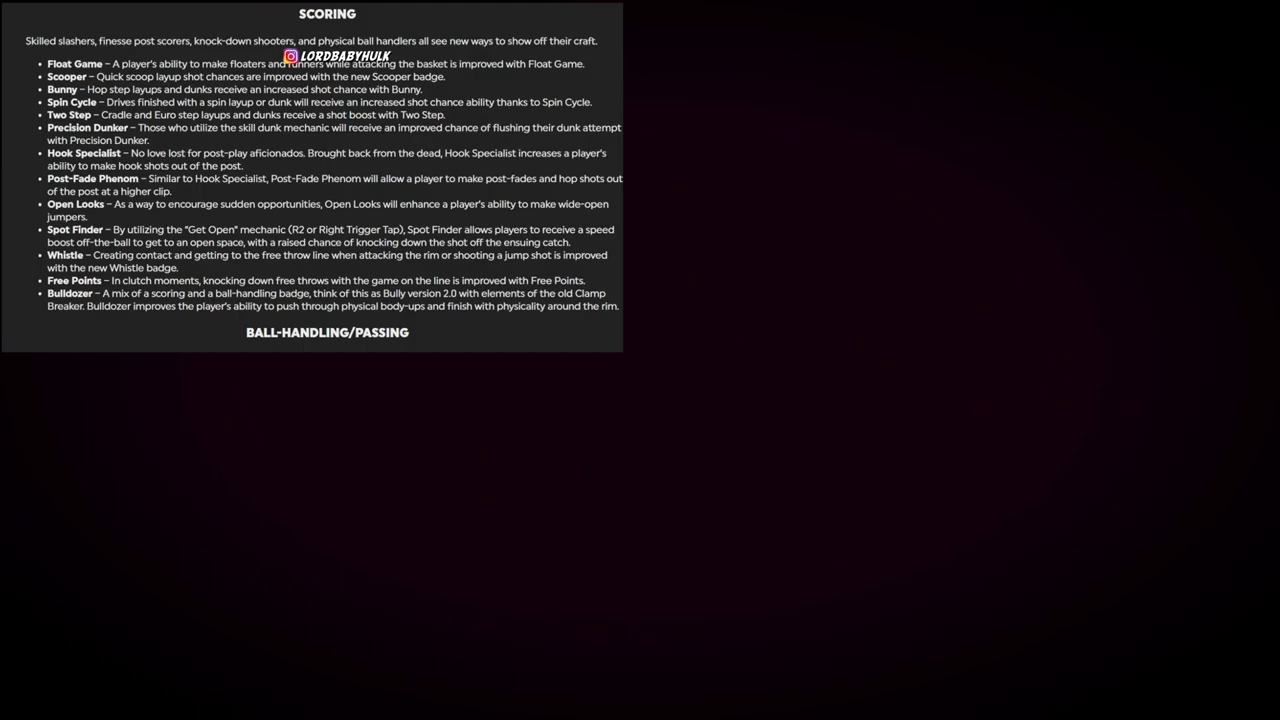 SCORING
Skilled slashers, finesse post scorers, knock-down shooters, and physical ball handlers all see new ways to show off their craft.
LORDBABYHULK
• Float Game – A player's ability to make floaters and runners while attacking the basket is improved with Float Game.
• Scooper – Quick scoop layup shot chances are improved with the new Scooper badge.
• Bunny – Hop step layups and dunks receive an increased shot chance with Bunny.
• Spin Cycle – Drives finished with a spin layup or dunk will receive an increased shot chance ability thanks to Spin Cycle.
• Two Step – Cradle and Euro step layups and dunks receive a shot boost with Two Step.
• Precision Dunker – Those who utilize the skill dunk mechanic will receive an improved chance of flushing their dunk attempt
with Precision Dunker.
• Hook Specialist – No love lost for post-play aficionados. Brought back from the dead, Hook Specialist increases a player's
ability to make hook shots out of the post.
• Post-Fade Phenom – Similar to Hook Specialist, Post-Fade Phenom will allow a player to make post-fades and hop shots out
of the post at a higher clip.
• Open Looks – As a way to encourage sudden opportunities, Open Looks will enhance a player's ability to make wide-open
jumpers.
• Spot Finder – By utilizing the "Get Open" mechanic (R2 or Right Trigger Tap), Spot Finder allows players to receive a speed
boost off-the-ball to get to an open space, with a raised chance of knocking down the shot off the ensuing catch.
• Whistle – Creating contact and getting to the free throw line when attacking the rim or shooting a jump shot is improved
with the new Whistle badge.
• Free Points – In clutch moments, knocking down free throws with the game on the line is improved with Free Points.
• Bulldozer – A mix of a scoring and a ball-handling badge, think of this as Bully version 2.0 with elements of the old Clamp
Breaker. Bulldozer improves the player's ability to push through physical body-ups and finish with physicality around the rim.
BALL-HANDLING/PASSING